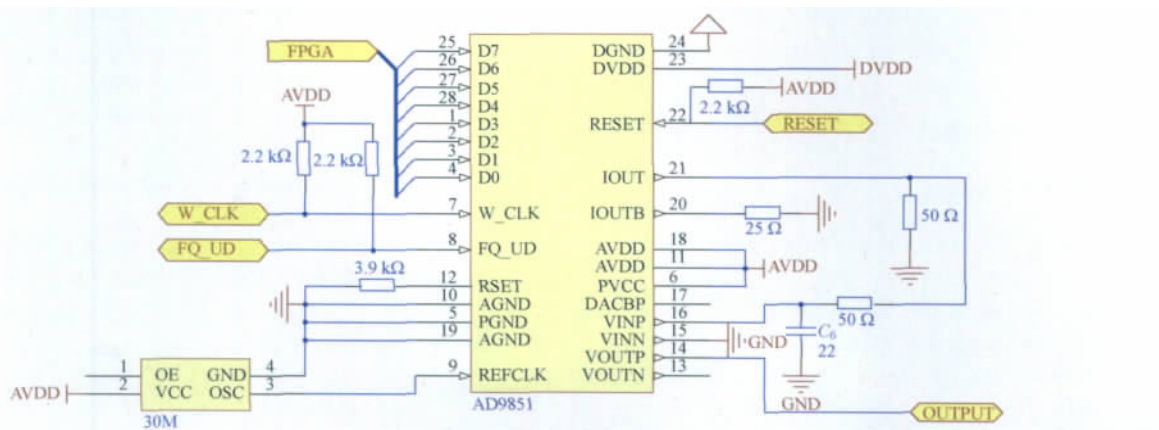 FPGA
25 D7
26 D6
27 D5
28 D4
1 D3
2 D2
3 D1
4 D0
AVDD
2.2 kΩ 2.2 kΩ
W_CLK 7 W_CLK
FQ_UD 8 FQ_UD
3.9 kΩ
12 RSET
10 AGND
5 PGND
19 AGND
9 REFCLK
1 OE GND 4
2 VCC OSC 3
AVDD
30M
DGND 24
DVDD 23 DVDD
AVDD
2.2 kΩ
RESET 22 RESET
IOUT 21
50 Ω
IOUTB 20
25 Ω
AVDD 18
AVDD 11 AVDD
PVCC 6
DACBP 17
VINP 16
50 Ω
VINN 15
GND
C6
22
VOUTP 14
VOUTN 13
GND
OUTPUT
AD9851